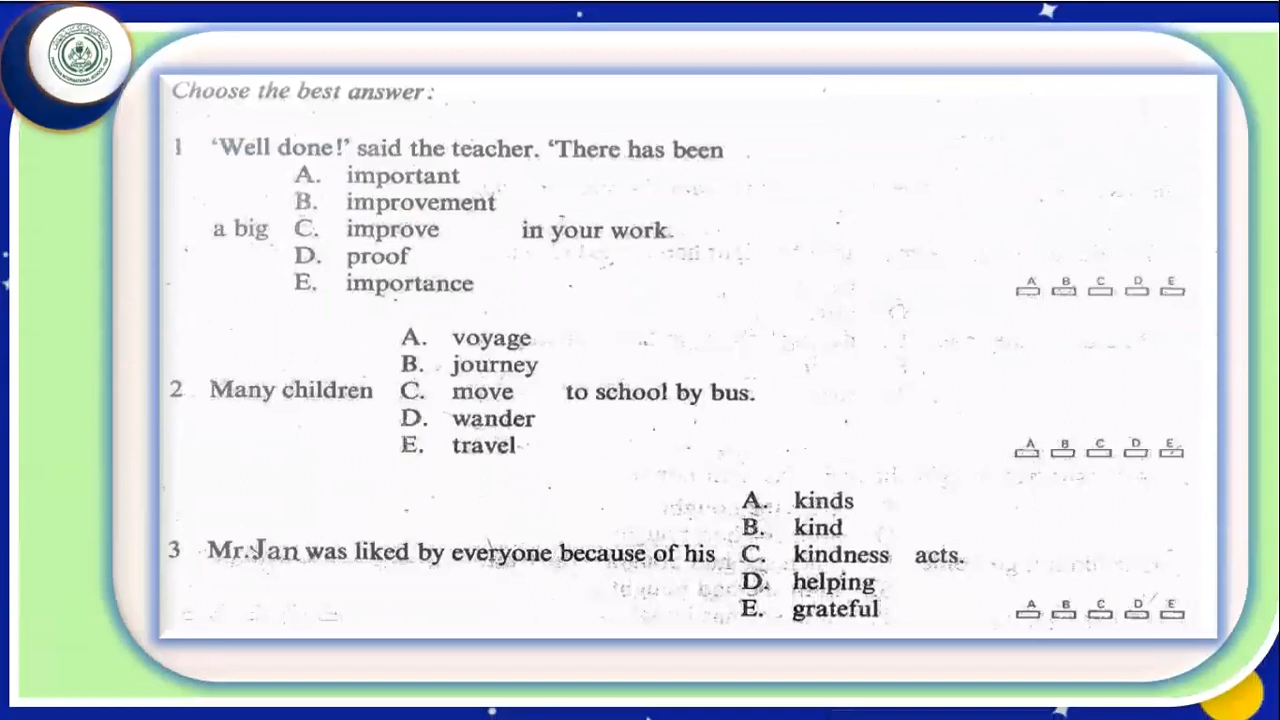 Choose the best answer:
1 ‘Well done!’ said the teacher. ‘There has been
A. important
B. improvement
a big C. improve in your work.
D. proof
E. importance
A B C D E
A. voyage
B. journey
2 Many children C. move to school by bus.
D. wander
E. travel
A B C D E
A. kinds
B. kind
3 Mr. Jan was liked by everyone because of his C. kindness acts.
D. helping
E. grateful
A B C D E